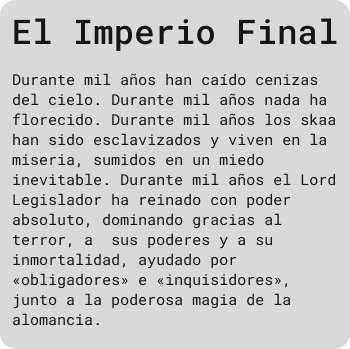 El Imperio Final
Durante mil años han caído cenizas
del cielo. Durante mil años nada ha
florecido. Durante mil años los skaa
han sido esclavizados y viven en la
miseria, sumidos en un miedo
inevitable. Durante mil años el Lord
Legislador ha reinado con poder
absoluto, dominando gracias al
terror, a  sus poderes y a su
inmortalidad, ayudado por
«obligadores» e «inquisidores»,
junto a la poderosa magia de la
alomancia.